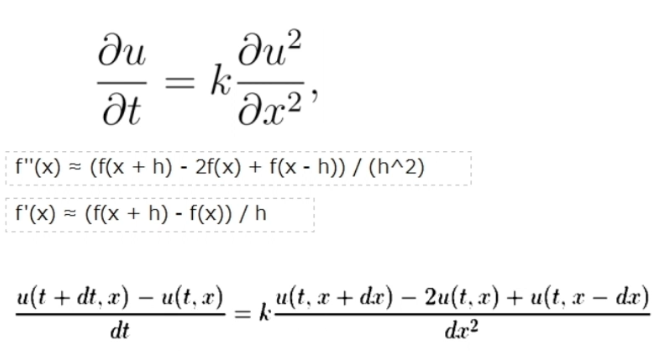 ∂u/∂t = k ∂u²/∂x²,
f''(x) ≈ (f(x + h) - 2f(x) + f(x - h)) / (h^2)
f'(x) ≈ (f(x + h) - f(x)) / h
(u(t + dt, x) − u(t, x))/dt = k (u(t, x + dx) − 2u(t, x) + u(t, x − dx))/dx²